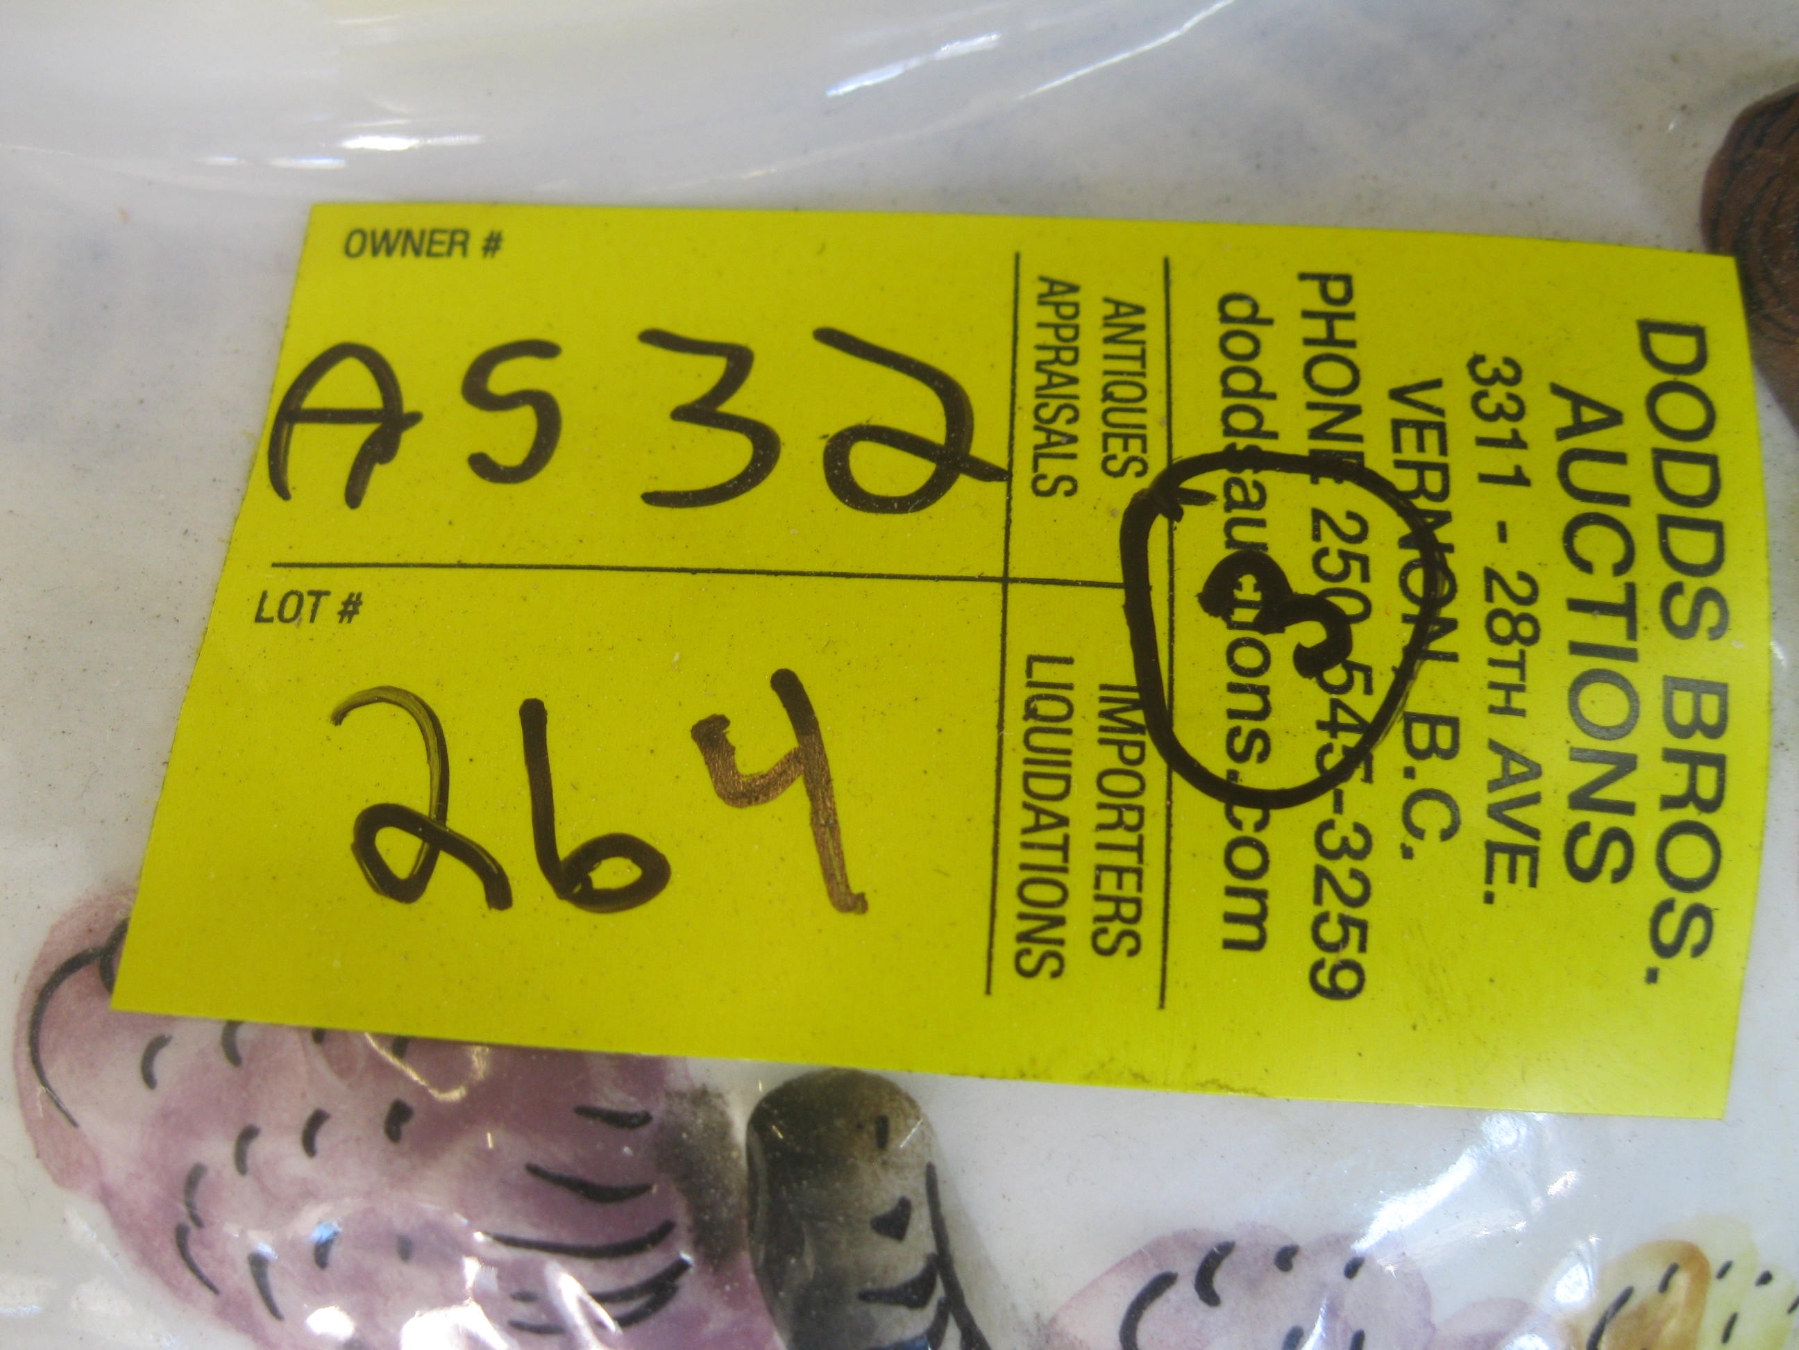 DODDS BROS.
AUCTIONS
3311 - 28TH AVE.
VERNON B.C.
PHONE 250-545-3259
doddsauctions.com
ANTIQUES IMPORTERS
APPRAISALS LIQUIDATIONS
OWNER #
A532
LOT #
264